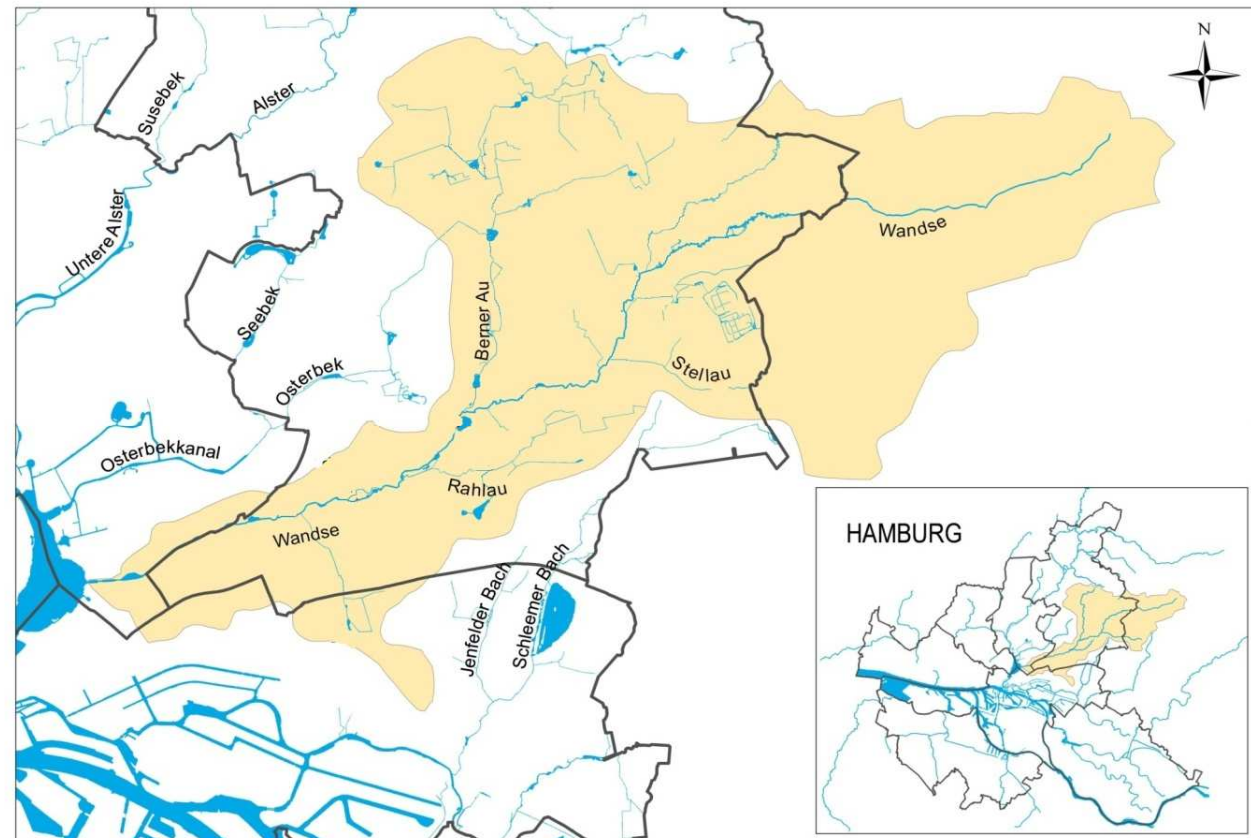 N
Susebek
Alster
Untere Alster
Wandse
Seebek
Berner Au
Osterbek
Stellau
Osterbekkanal
Rahlau
Wandse
HAMBURG
Jenfelder Bach
Schleemer Bach